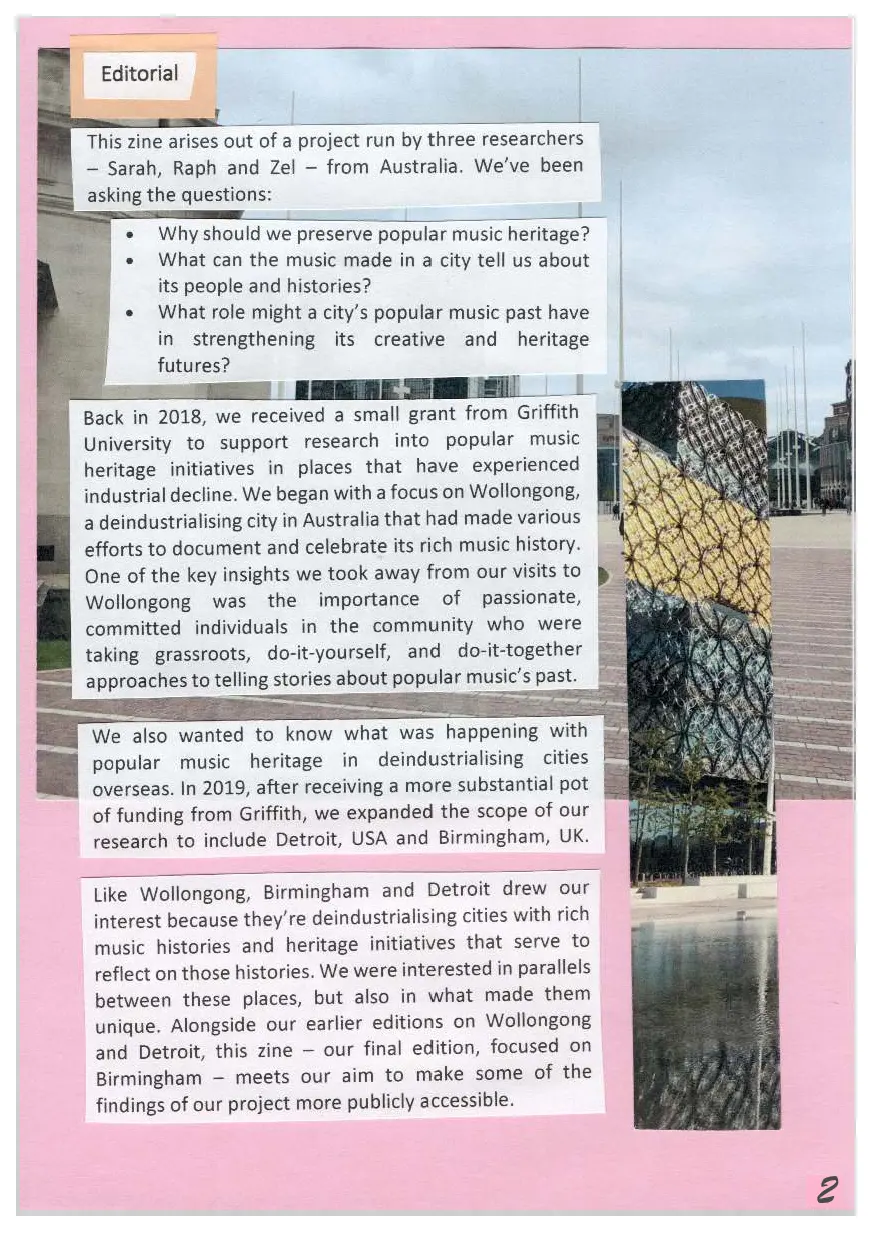 Editorial
This zine arises out of a project run by three researchers
– Sarah, Raph and Zel – from Australia. We've been
asking the questions:
• Why should we preserve popular music heritage?
• What can the music made in a city tell us about
its people and histories?
• What role might a city's popular music past have
in strengthening its creative and heritage
futures?
Back in 2018, we received a small grant from Griffith
University to support research into popular music
heritage initiatives in places that have experienced
industrial decline. We began with a focus on Wollongong,
a deindustrialising city in Australia that had made various
efforts to document and celebrate its rich music history.
One of the key insights we took away from our visits to
Wollongong was the importance of passionate,
committed individuals in the community who were
taking grassroots, do-it-yourself, and do-it-together
approaches to telling stories about popular music's past.
We also wanted to know what was happening with
popular music heritage in deindustrialising cities
overseas. In 2019, after receiving a more substantial pot
of funding from Griffith, we expanded the scope of our
research to include Detroit, USA and Birmingham, UK.
Like Wollongong, Birmingham and Detroit drew our
interest because they're deindustrialising cities with rich
music histories and heritage initiatives that serve to
reflect on those histories. We were interested in parallels
between these places, but also in what made them
unique. Alongside our earlier editions on Wollongong
and Detroit, this zine – our final edition, focused on
Birmingham – meets our aim to make some of the
findings of our project more publicly accessible.
2